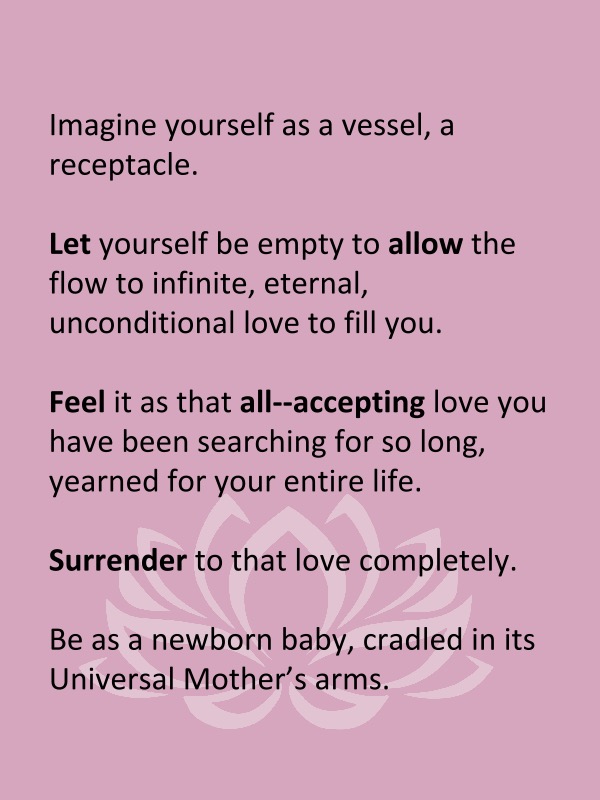 Imagine yourself as a vessel, a
receptacle.
Let yourself be empty to allow the
flow to infinite, eternal,
unconditional love to fill you.
Feel it as that all--accepting love you
have been searching for so long,
yearned for your entire life.
Surrender to that love completely.
Be as a newborn baby, cradled in its
Universal Mother’s arms.